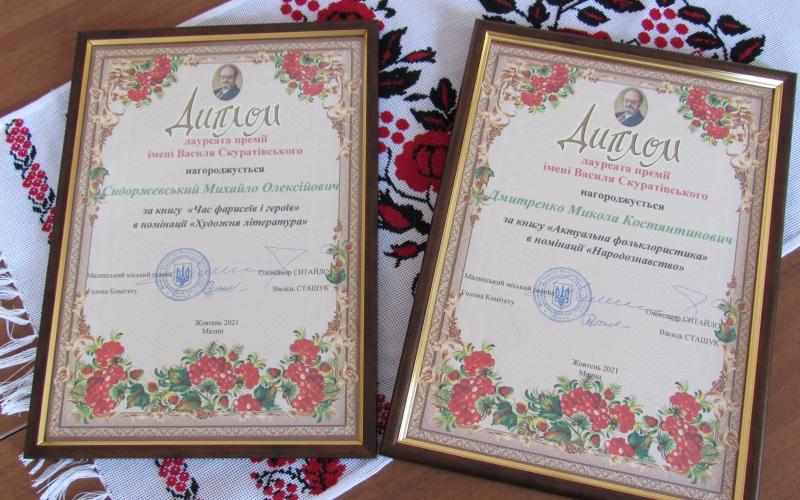 Диплом
лауреата премії
імені Василя Скуратівського
нагороджується
Сидоржевський Михайло Олексійович
за книгу «Час фарисеїв і героїв»
в номінації «Художня література»
Малинський міський голова Олександр СИТАЙЛО
Голова Комітету Василь СТАШУК
Жовтень 2021
Малин
Диплом
лауреата премії
імені Василя Скуратівського
нагороджується
Дмитренко Микола Костянтинович
за книгу «Актуальна фольклористика»
в номінації «Народознавство»
Малинський міський голова Олександр СИТАЙЛО
Голова Комітету Василь СТАШУК
Жовтень 2021
Малин